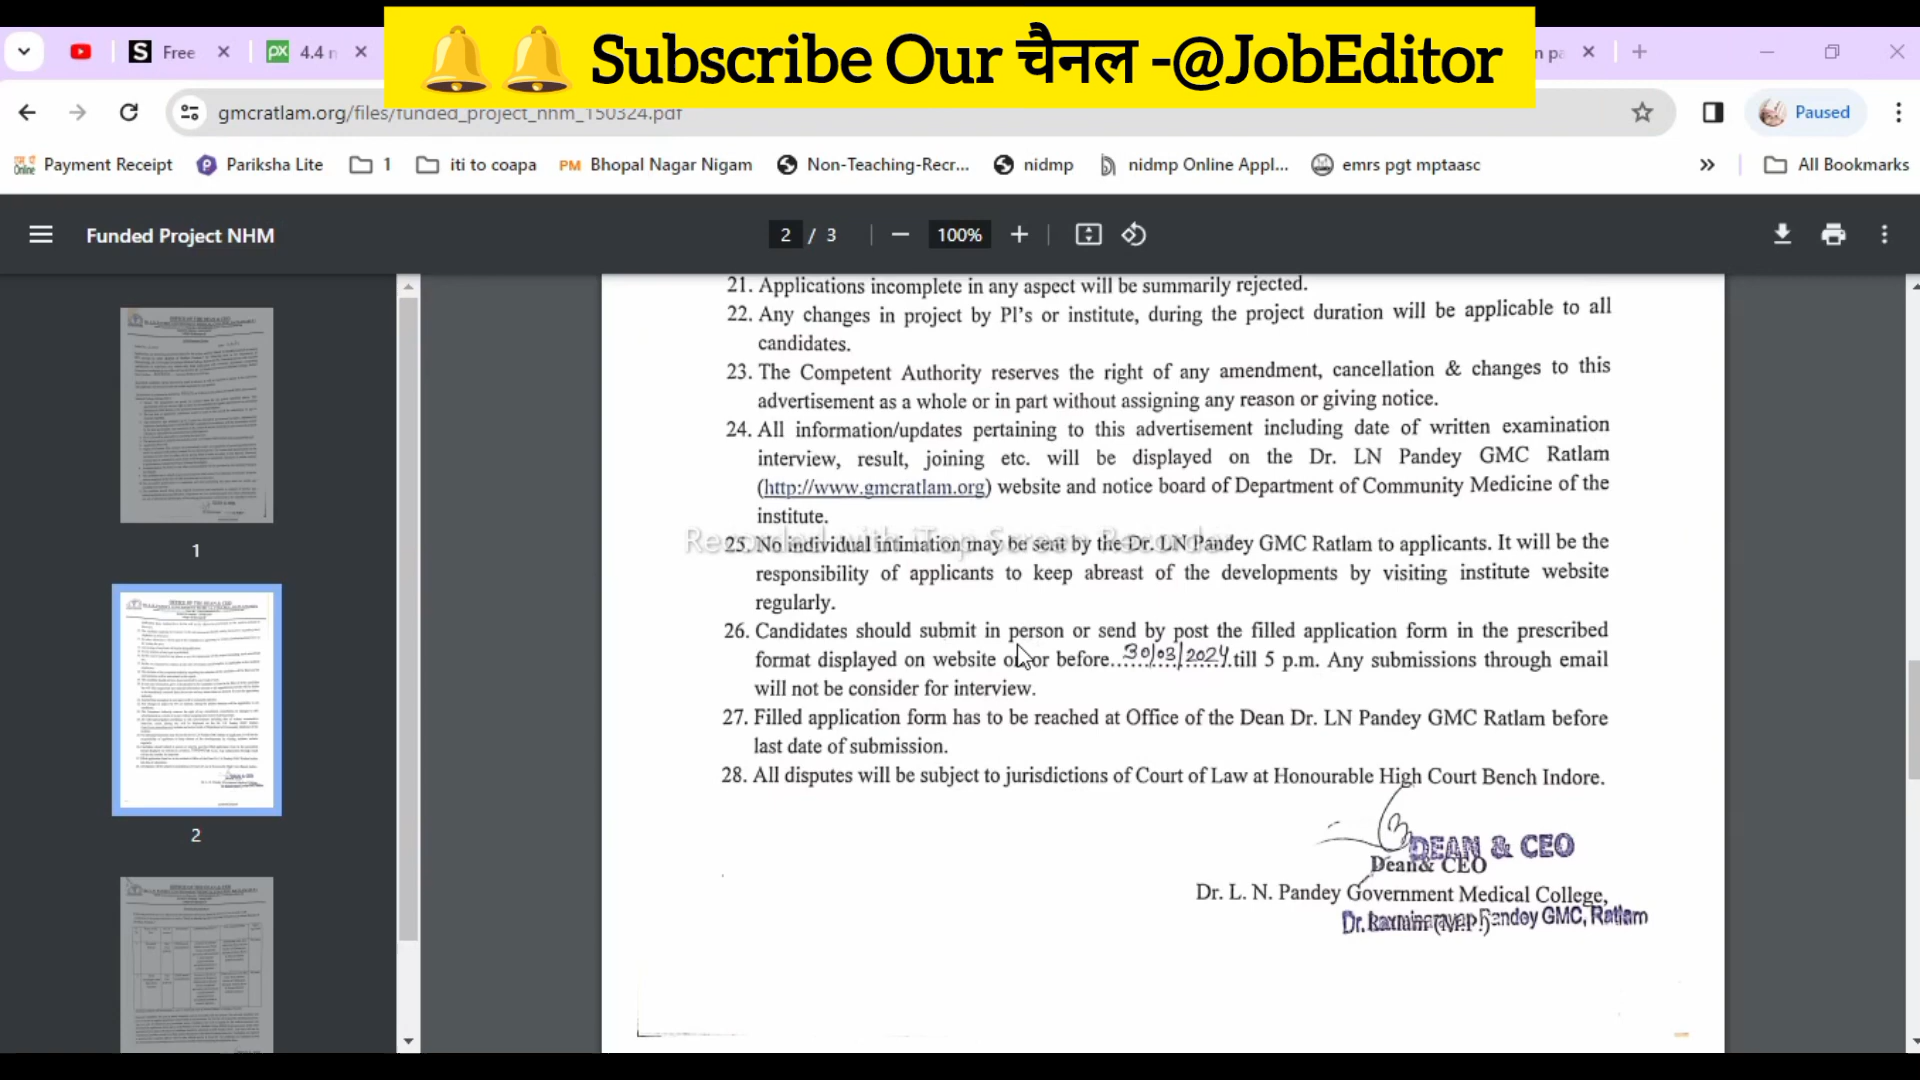 Subscribe Our चैनल -@JobEditor
Free
4.4
gmcratlam.org/files/funded_project_nhm_150324.pdf
Paused
Payment Receipt
Pariksha Lite
1
iti to coapa
PM Bhopal Nagar Nigam
Non-Teaching-Recr...
nidmp
nidmp Online Appl...
emrs pgt mptaasc
All Bookmarks
Funded Project NHM
2 / 3
100%
21. Applications incomplete in any aspect will be summarily rejected.
22. Any changes in project by PI's or institute, during the project duration will be applicable to all
candidates.
23. The Competent Authority reserves the right of any amendment, cancellation & changes to this
advertisement as a whole or in part without assigning any reason or giving notice.
24. All information/updates pertaining to this advertisement including date of written examination
interview, result, joining etc. will be displayed on the Dr. LN Pandey GMC Ratlam
(http://www.gmcratlam.org) website and notice board of Department of Community Medicine of the
institute.
Recorded with iTop Screen Recorder
25. No individual intimation may be sent by the Dr. LN Pandey GMC Ratlam to applicants. It will be the
responsibility of applicants to keep abreast of the developments by visiting institute website
regularly.
26. Candidates should submit in person or send by post the filled application form in the prescribed
format displayed on website or before..30/03/2024.till 5 p.m. Any submissions through email
will not be consider for interview.
27. Filled application form has to be reached at Office of the Dean Dr. LN Pandey GMC Ratlam before
last date of submission.
28. All disputes will be subject to jurisdictions of Court of Law at Honourable High Court Bench Indore.
DEAN & CEO
Dean& CEO
Dr. L. N. Pandey Government Medical College,
Pandey GMC, Ratlam
1
2